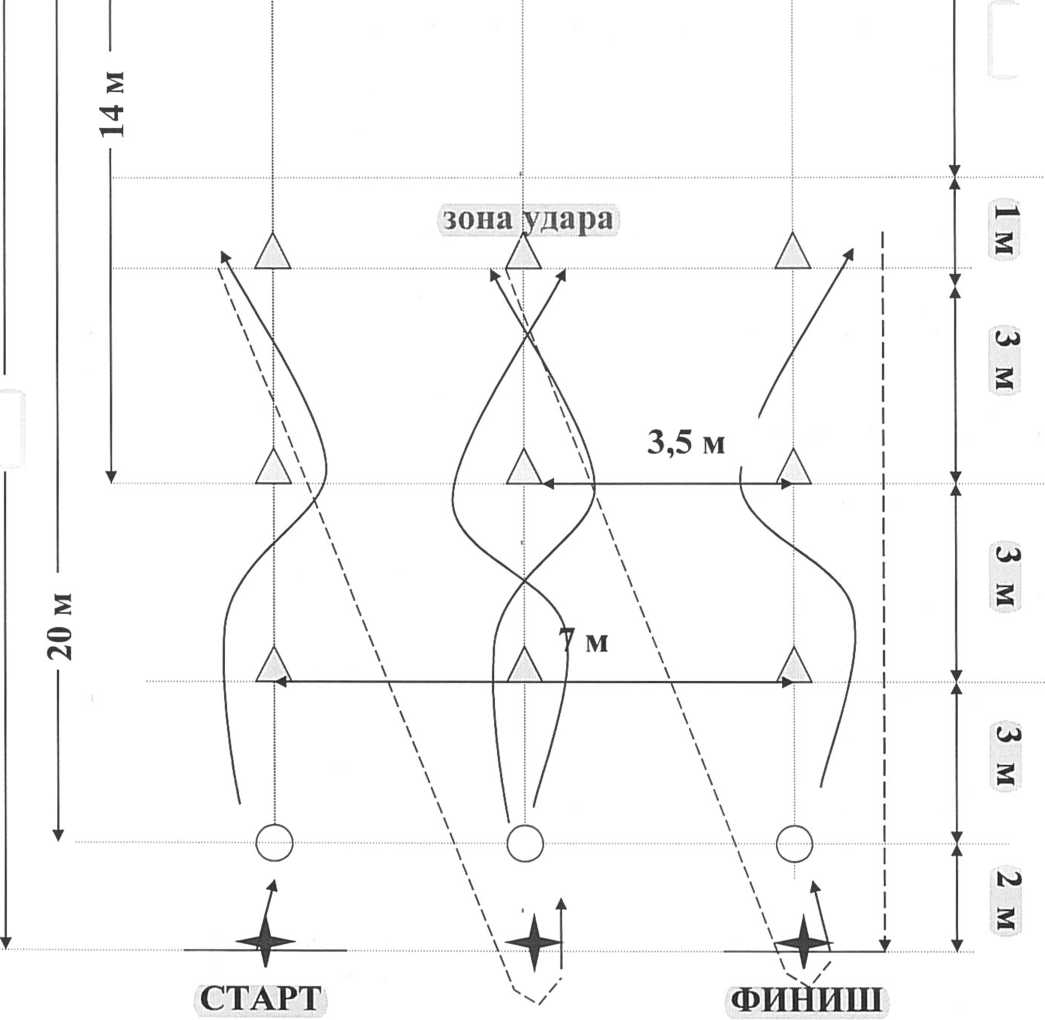 14 м
зона удара
1 м
3 м
3,5 м
3 м
20 м
7 м
3 м
2 м
СТАРТ
ФИНИШ